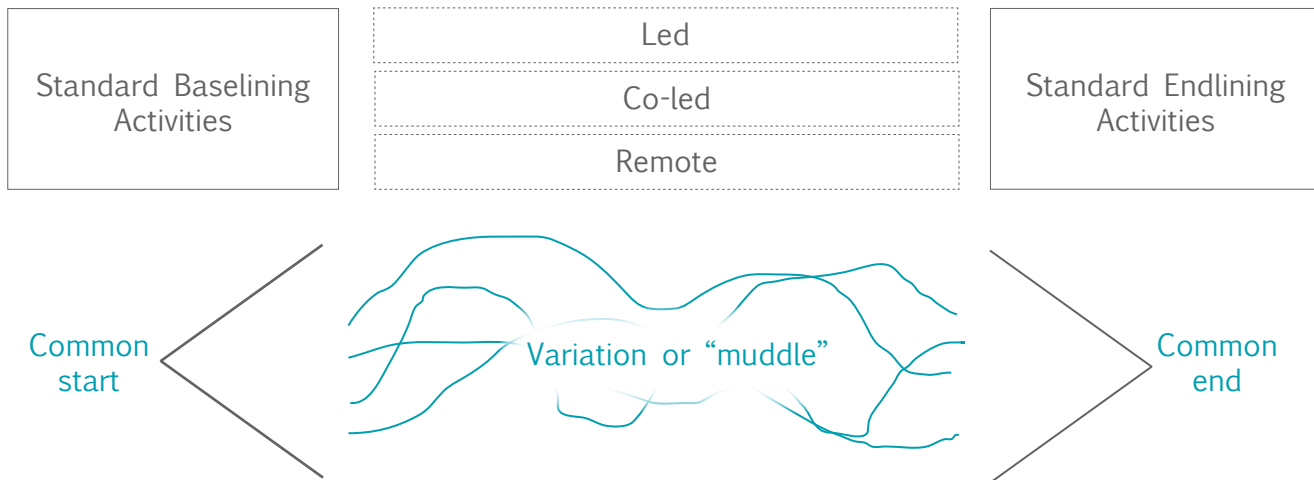 Standard Baselining
Activities
Led
Co-led
Remote
Standard Endlining
Activities
Common
start
Variation or “muddle”
Common
end